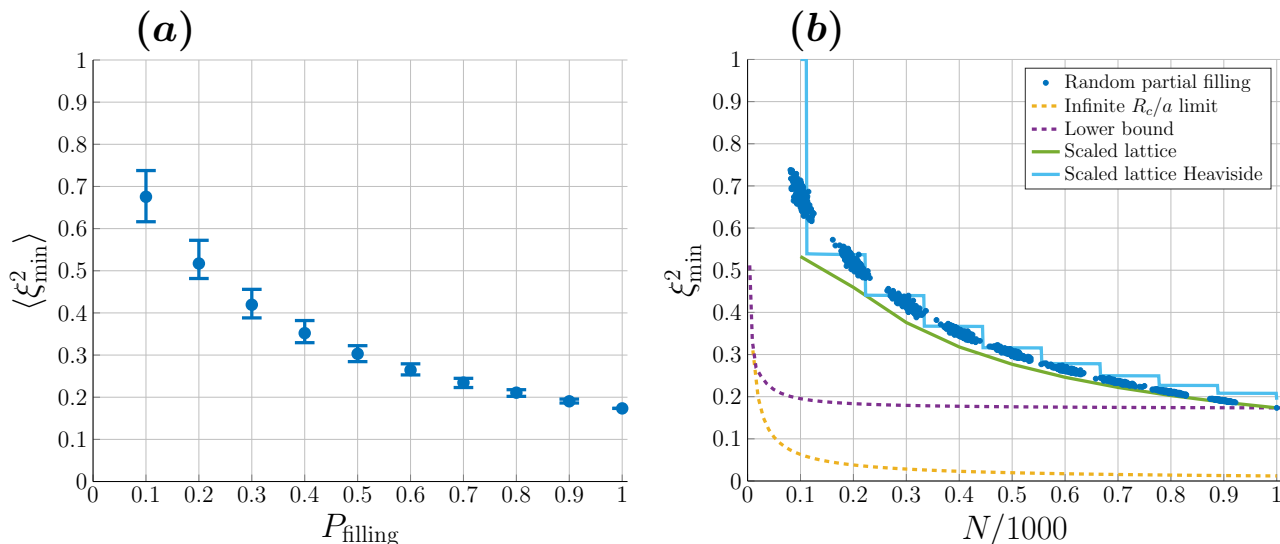 (a)
1
0.9
0.8
0.7
0.6
0.5
0.4
0.3
0.2
0.1
0
⟨ξ²min⟩
0 0.1 0.2 0.3 0.4 0.5 0.6 0.7 0.8 0.9 1
Pfilling
(b)
1
0.9
0.8
0.7
0.6
0.5
0.4
0.3
0.2
0.1
0
ξ²min
Random partial filling
Infinite Rc/a limit
Lower bound
Scaled lattice
Scaled lattice Heaviside
0 0.1 0.2 0.3 0.4 0.5 0.6 0.7 0.8 0.9 1
N/1000